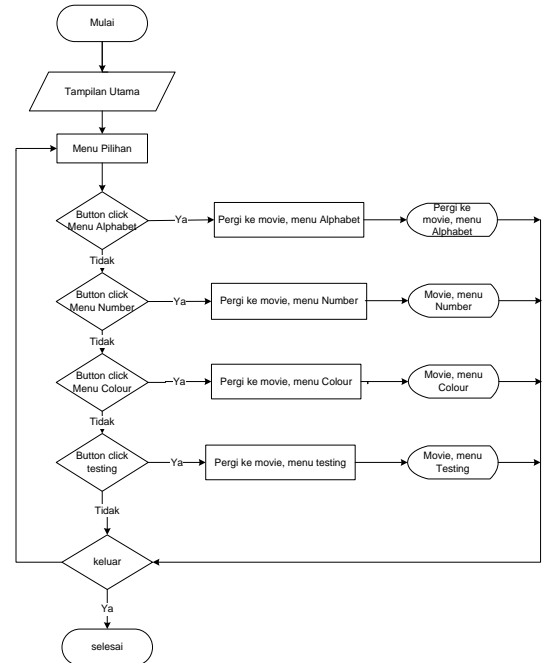 Mulai
Tampilan Utama
Menu Pilihan
Button click
Menu Alphabet
Ya
Pergi ke movie, menu Alphabet
Pergi ke
movie, menu
Alphabet
Tidak
Button click
Menu Number
Ya
Pergi ke movie, menu Number
Movie, menu
Number
Tidak
Button click
Menu Colour
Ya
Pergi ke movie, menu Colour
Movie, menu
Colour
Tidak
Button click
testing
Ya
Pergi ke movie, menu testing
Movie, menu
Testing
Tidak
keluar
Ya
selesai